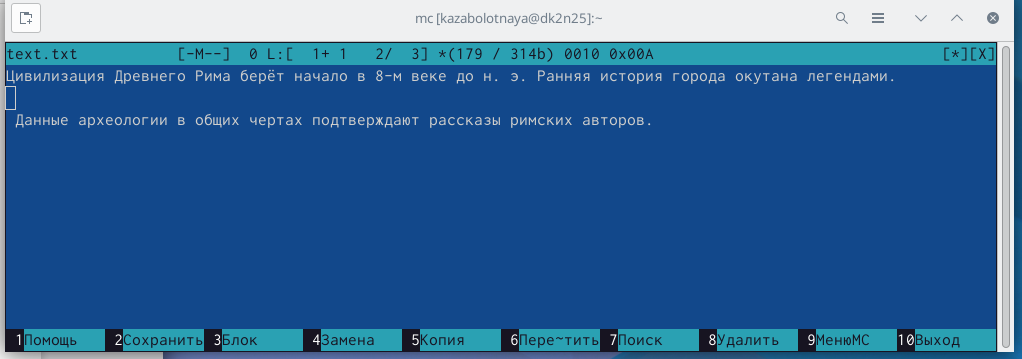 mc [kazabolotnaya@dk2n25]:~
text.txt [-M--] 0 L:[ 1+ 1 2/ 3] *(179 / 314b) 0010 0x00A [*][X]
Цивилизация Древнего Рима берёт начало в 8-м веке до н. э. Ранняя история города окутана легендами.
Данные археологии в общих чертах подтверждают рассказы римских авторов.
1Помощь 2Сохранить 3Блок 4Замена 5Копия 6Пере~тить 7Поиск 8Удалить 9МенюMC 10Выход